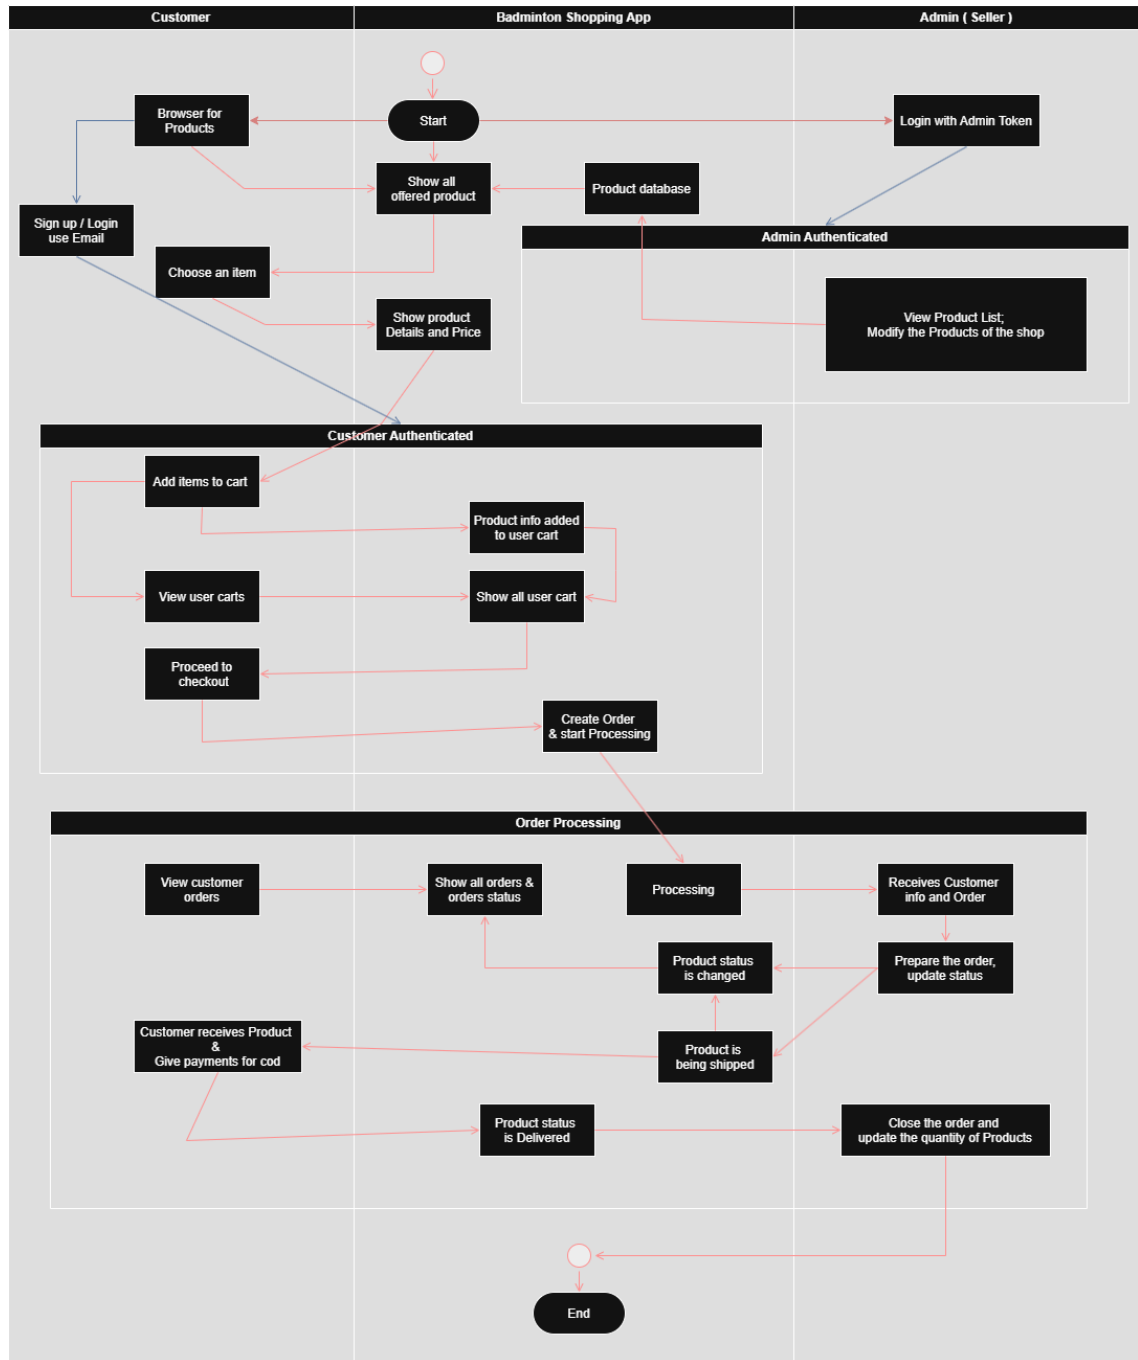 Customer
Badminton Shopping App
Admin ( Seller )
Browser for
Products
Start
Login with Admin Token
Show all
offered product
Product database
Sign up / Login
use Email
Admin Authenticated
Choose an item
View Product List;
Modify the Products of the shop
Show product
Details and Price
Customer Authenticated
Add items to cart
Product info added
to user cart
View user carts
Show all user cart
Proceed to
checkout
Create Order
& start Processing
Order Processing
View customer
orders
Show all orders &
orders status
Processing
Receives Customer
info and Order
Product status
is changed
Prepare the order,
update status
Customer receives Product
&
Give payments for cod
Product is
being shipped
Product status
is Delivered
Close the order and
update the quantity of Products
End